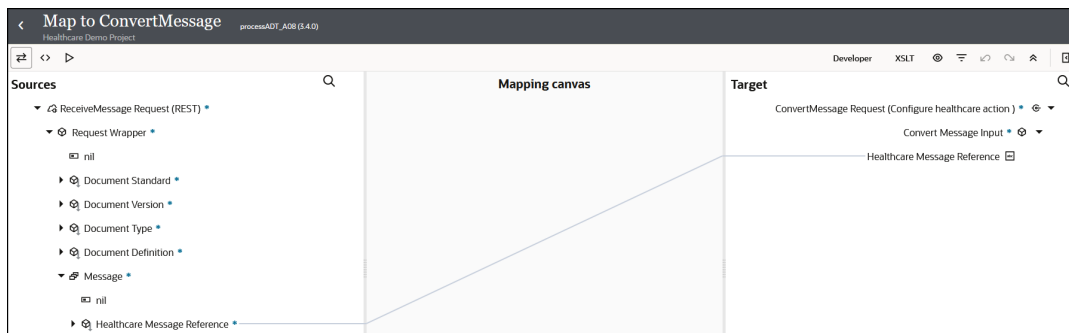 Map to ConvertMessage processADT_A08 (3.4.0)
Healthcare Demo Project
Developer XSLT
Sources Mapping canvas Target
ReceiveMessage Request (REST) * ConvertMessage Request (Configure healthcare action ) *
Request Wrapper * Convert Message Input *
nil Healthcare Message Reference
Document Standard *
Document Version *
Document Type *
Document Definition *
Message *
nil
Healthcare Message Reference *